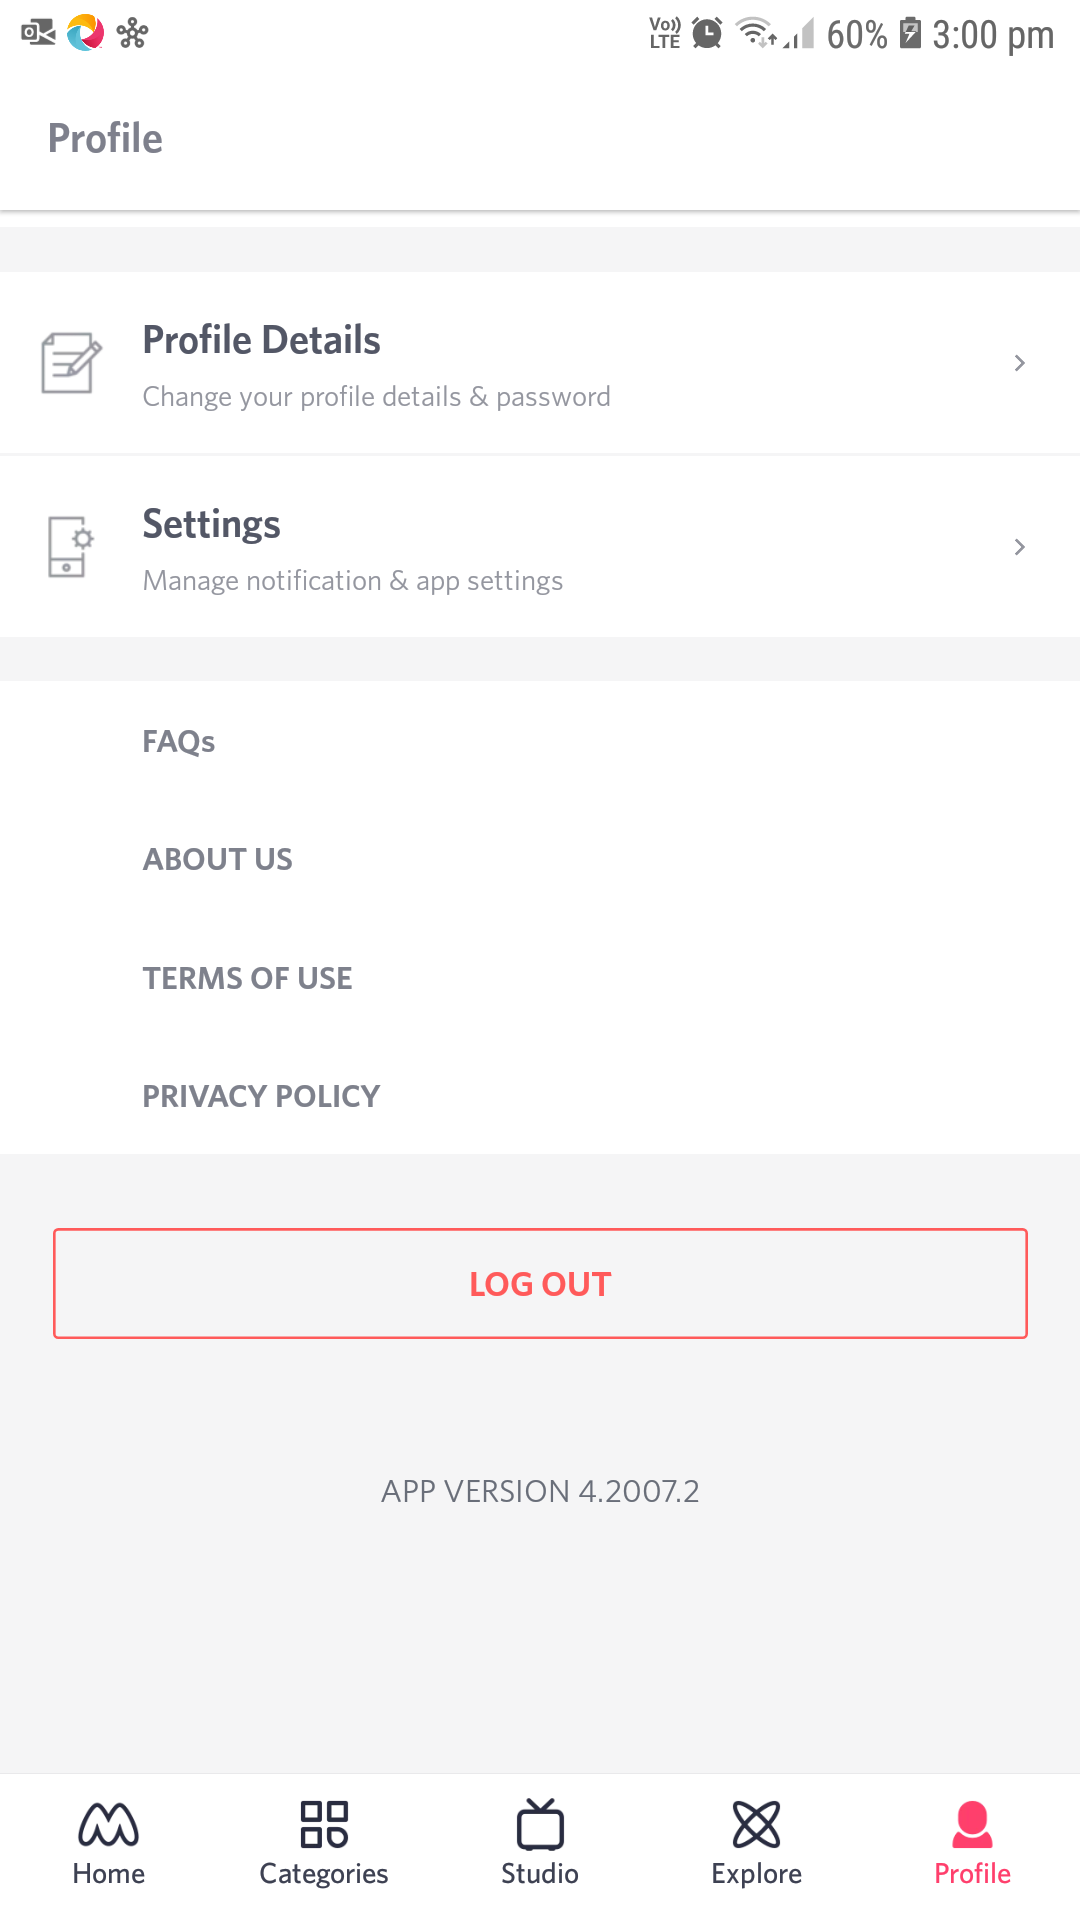 Vo)) LTE 60% 3:00 pm
Profile
Profile Details
Change your profile details & password
Settings
Manage notification & app settings
FAQs
ABOUT US
TERMS OF USE
PRIVACY POLICY
LOG OUT
APP VERSION 4.2007.2
Home Categories Studio Explore Profile